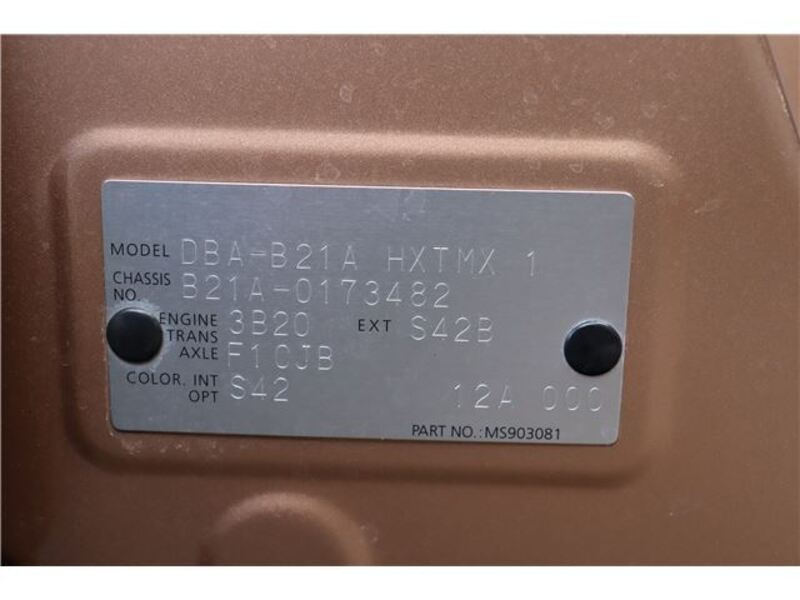 MODEL DBA-B21A HXTMX 1
CHASSIS NO. B21A-0173482
ENGINE 3B20 EXT S42B
TRANS AXLE F1CJB
COLOR. INT S42
OPT 12A 000
PART NO.:MS903081